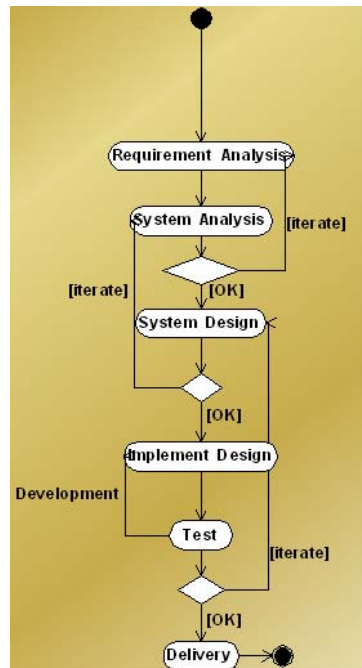 Requirement Analysis
System Analysis
[iterate]
[OK]
[iterate]
System Design
[OK]
Implement Design
Development
Test
[iterate]
[OK]
Delivery